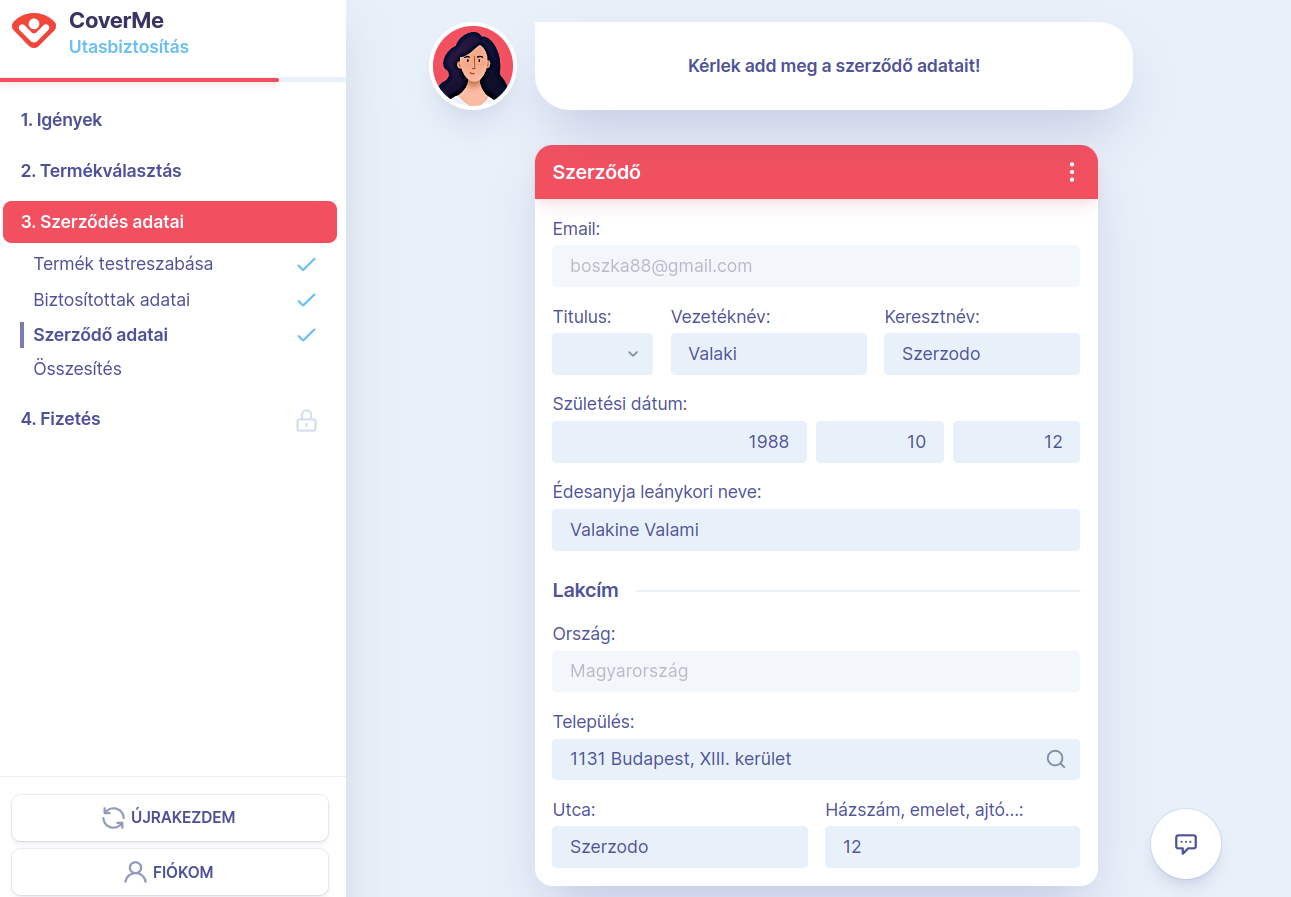 CoverMe
Utasbiztosítás
1. Igények
2. Termékválasztás
3. Szerződés adatai
Termék testreszabása
Biztosítottak adatai
Szerződő adatai
Összesítés
4. Fizetés
ÚJRAKEZDEM
FIÓKOM
Kérlek add meg a szerződő adatait!
Szerződő
Email:
boszka88@gmail.com
Titulus: Vezetéknév: Keresztnév:
Valaki Szerzodo
Születési dátum:
1988 10 12
Édesanyja leánykori neve:
Valakine Valami
Lakcím
Ország:
Magyarország
Település:
1131 Budapest, XIII. kerület
Utca: Házszám, emelet, ajtó...:
Szerzodo 12